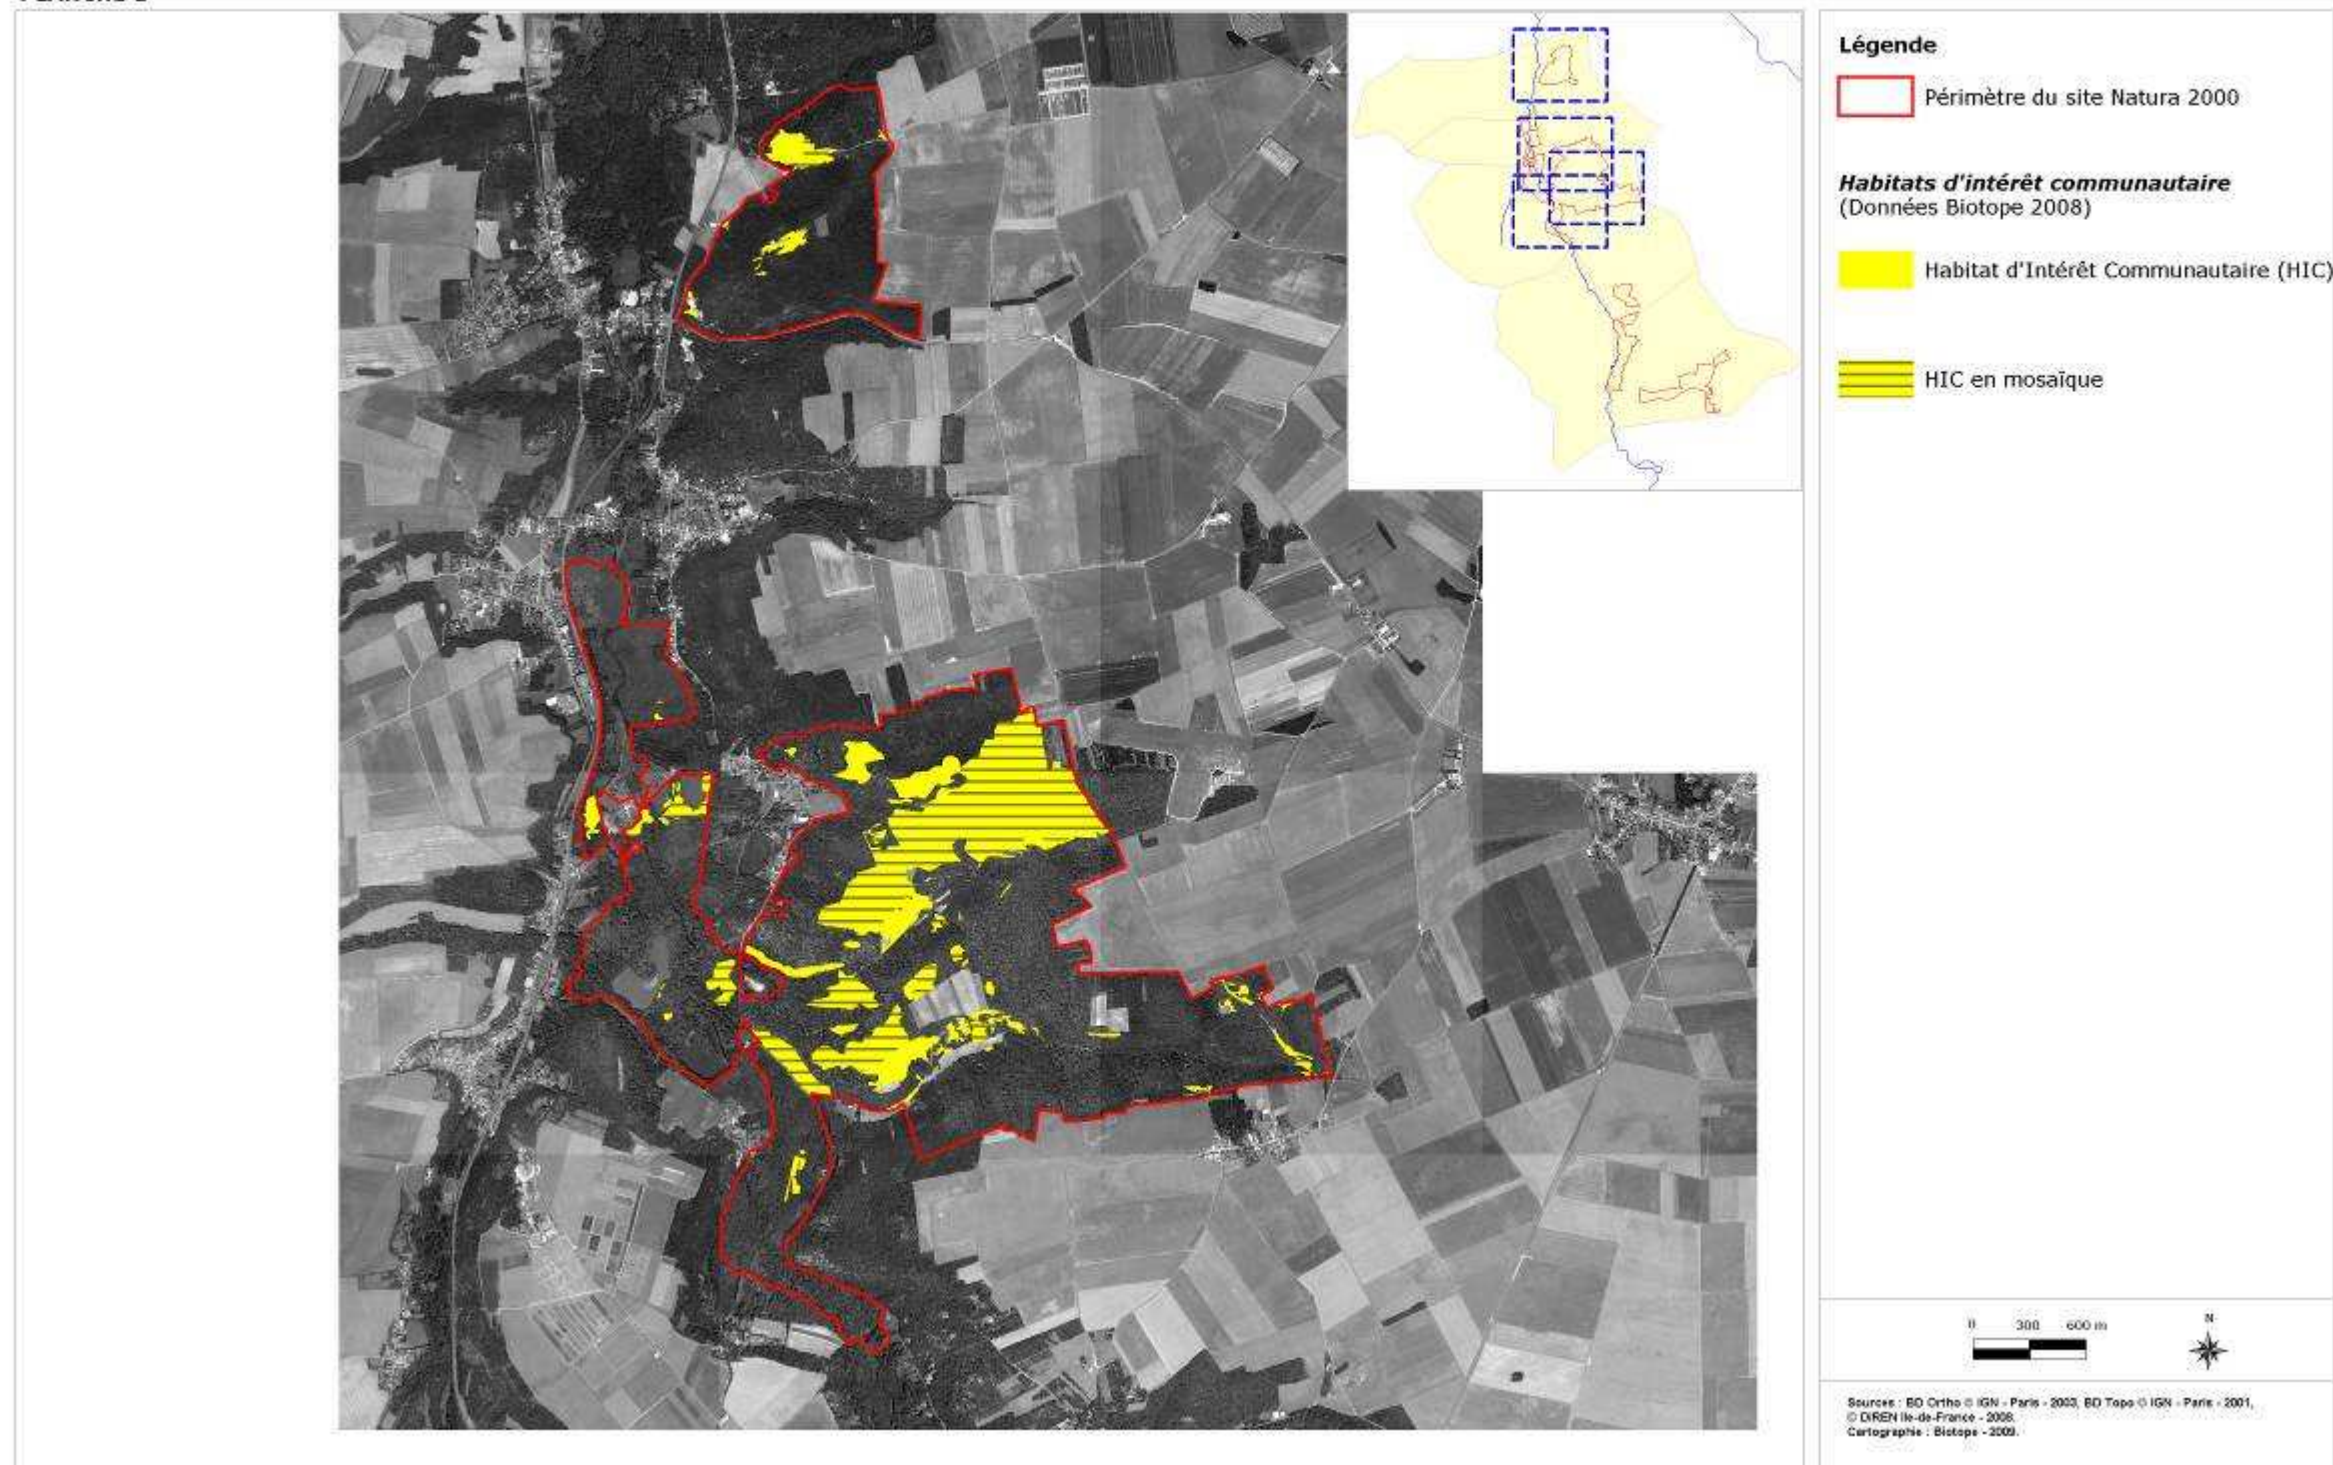 Légende
Périmètre du site Natura 2000
Habitats d'intérêt communautaire
(Données Biotope 2008)
Habitat d'Intérêt Communautaire (HIC)
HIC en mosaïque
0 300 600 m
N
Sources : BD Ortho © IGN - Paris - 2003, BD Topo © IGN - Paris - 2001,
© DIREN Ile-de-France - 2008.
Cartographie : Biotope - 2009.